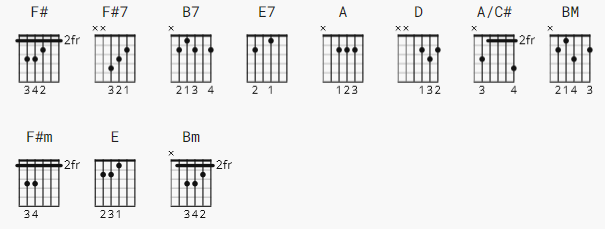 F# F#7 B7 E7 A D A/C# BM
×× × × ×× × ×
2fr 2fr
342 321 213 4 2 1 123 132 3 4 214 3
F#m E Bm
×
2fr 2fr
34 231 342